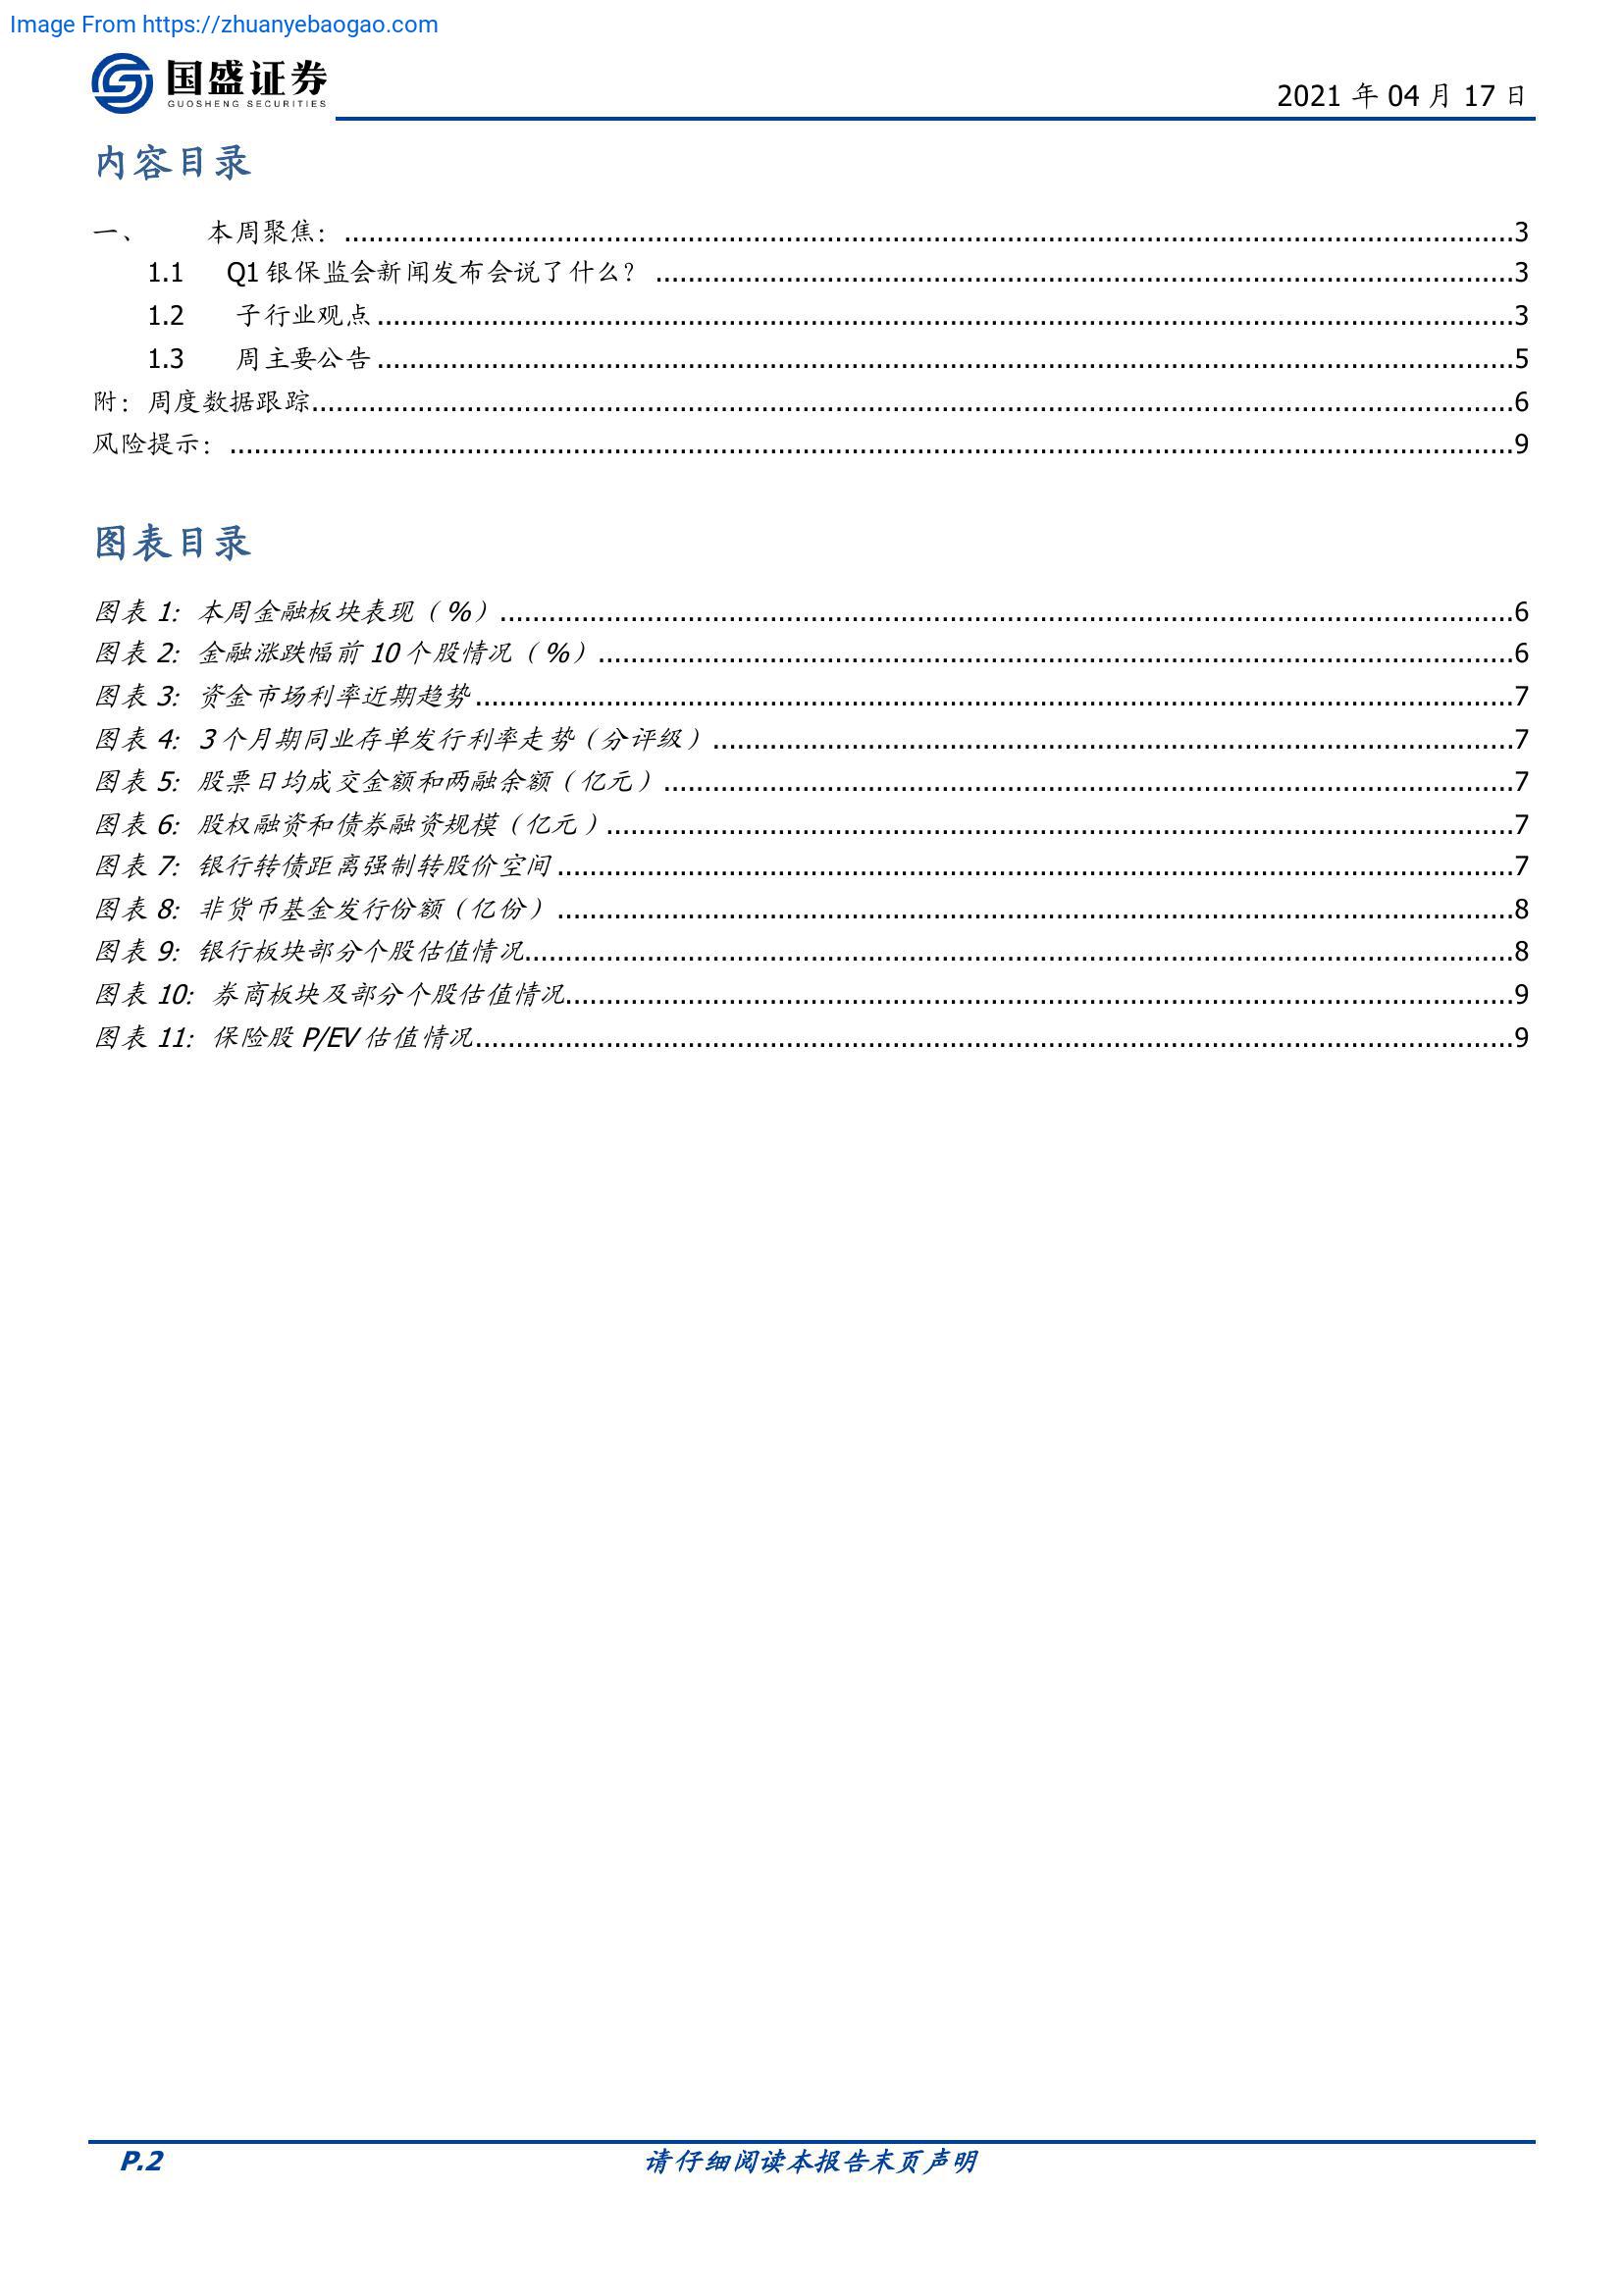 Image From https://zhuanyebaogao.com
国盛证券
GUOSHENG SECURITIES
2021 年 04 月 17 日
内容目录
一、 本周聚焦：..........3
1.1 Q1 银保监会新闻发布会说了什么？..........3
1.2 子行业观点..........3
1.3 周主要公告..........5
附：周度数据跟踪..........6
风险提示：..........9
图表目录
图表 1：本周金融板块表现（%）..........6
图表 2：金融涨跌幅前 10 个股情况（%）..........6
图表 3：资金市场利率近期趋势..........7
图表 4：3 个月期同业存单发行利率走势（分评级）..........7
图表 5：股票日均成交金额和两融余额（亿元）..........7
图表 6：股权融资和债券融资规模（亿元）..........7
图表 7：银行转债距离强制转股价空间..........7
图表 8：非货币基金发行份额（亿份）..........8
图表 9：银行板块部分个股估值情况..........8
图表 10：券商板块及部分个股估值情况..........9
图表 11：保险股 P/EV 估值情况..........9
P.2 请仔细阅读本报告末页声明